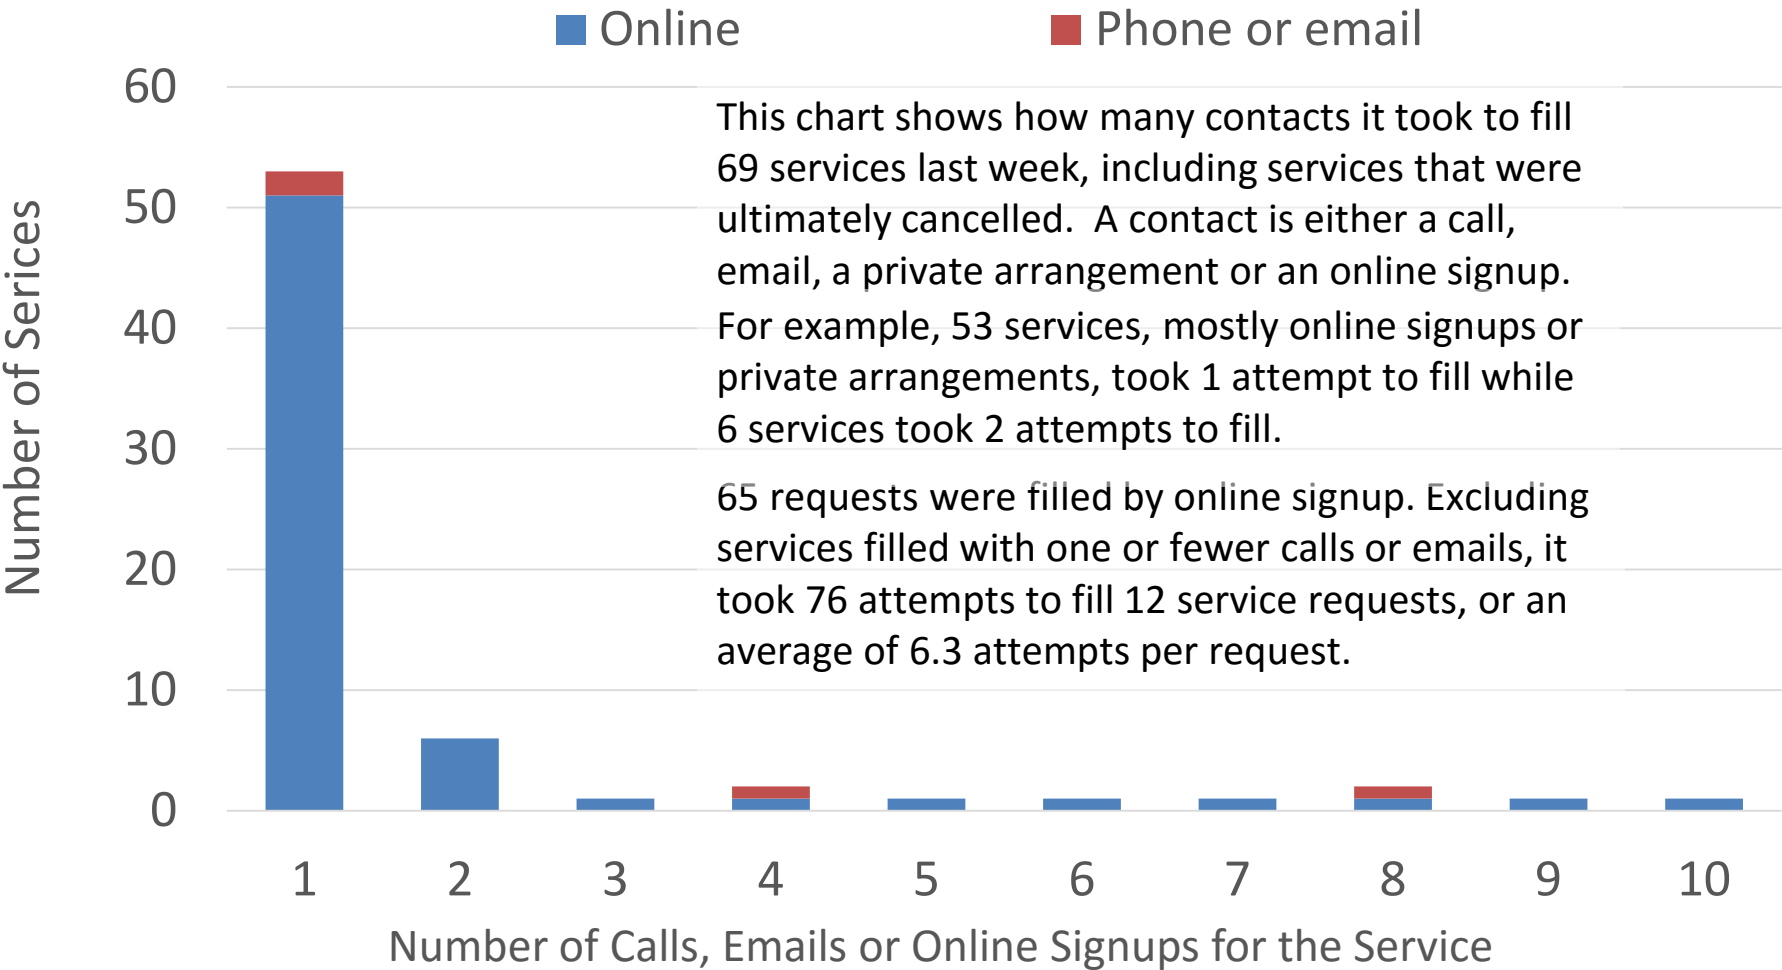 Online Phone or email
60
50
40
30
20
10
0
Number of Serices
This chart shows how many contacts it took to fill
69 services last week, including services that were
ultimately cancelled. A contact is either a call,
email, a private arrangement or an online signup.
For example, 53 services, mostly online signups or
private arrangements, took 1 attempt to fill while
6 services took 2 attempts to fill.
65 requests were filled by online signup. Excluding
services filled with one or fewer calls or emails, it
took 76 attempts to fill 12 service requests, or an
average of 6.3 attempts per request.
1 2 3 4 5 6 7 8 9 10
Number of Calls, Emails or Online Signups for the Service